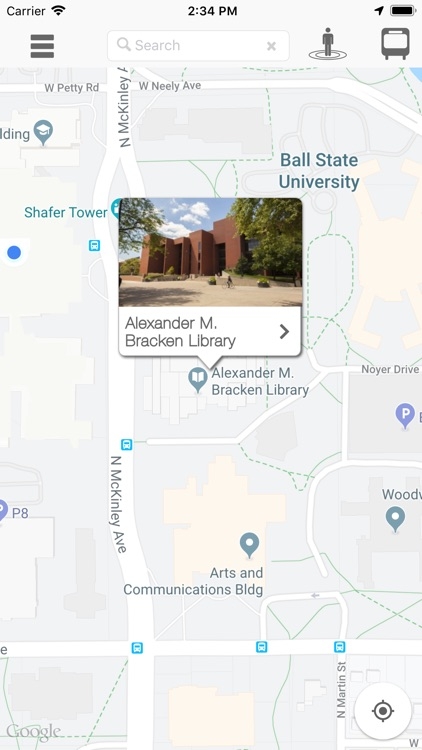 Carrier
2:34 PM
Search
W Petty Rd
W Neely Ave
N McKinley A
lding
Ball State
University
Shafer Tower
Alexander M.
Bracken Library
Alexander M.
Bracken Library
Noyer Drive
P
E
N McKinley Ave
P8
Woodw
Arts and
Communications Bldg
e
N Martin St
Google
W